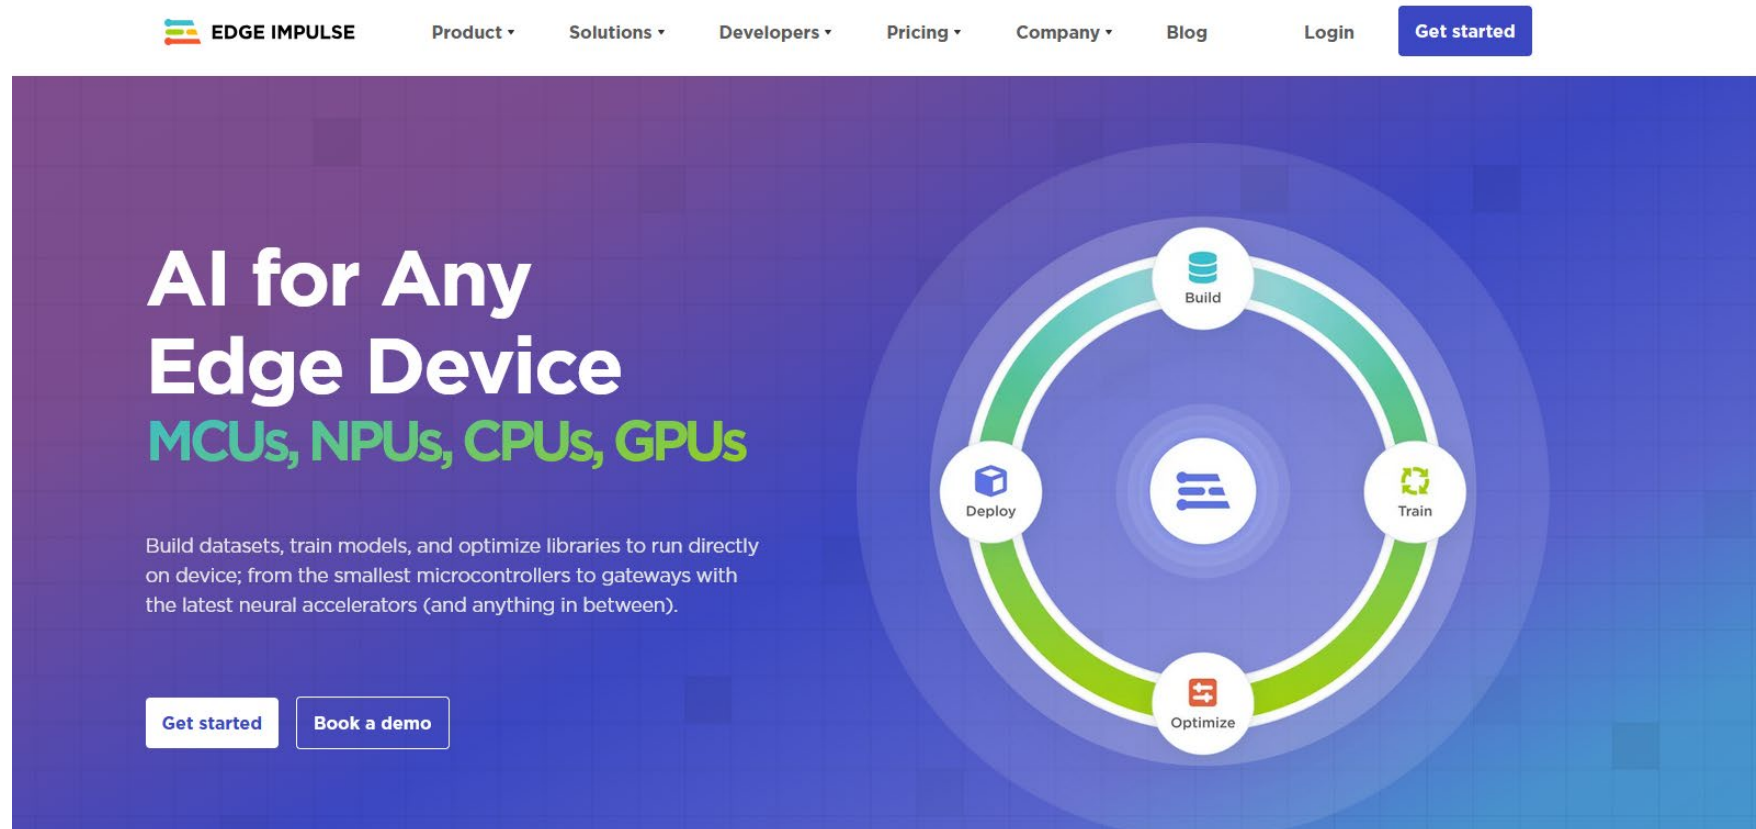 EDGE IMPULSE
Product
Solutions
Developers
Pricing
Company
Blog
Login
Get started
AI for Any
Edge Device
MCUs, NPUs, CPUs, GPUs
Build datasets, train models, and optimize libraries to run directly
on device; from the smallest microcontrollers to gateways with
the latest neural accelerators (and anything in between).
Get started
Book a demo
Build
Deploy
Train
Optimize